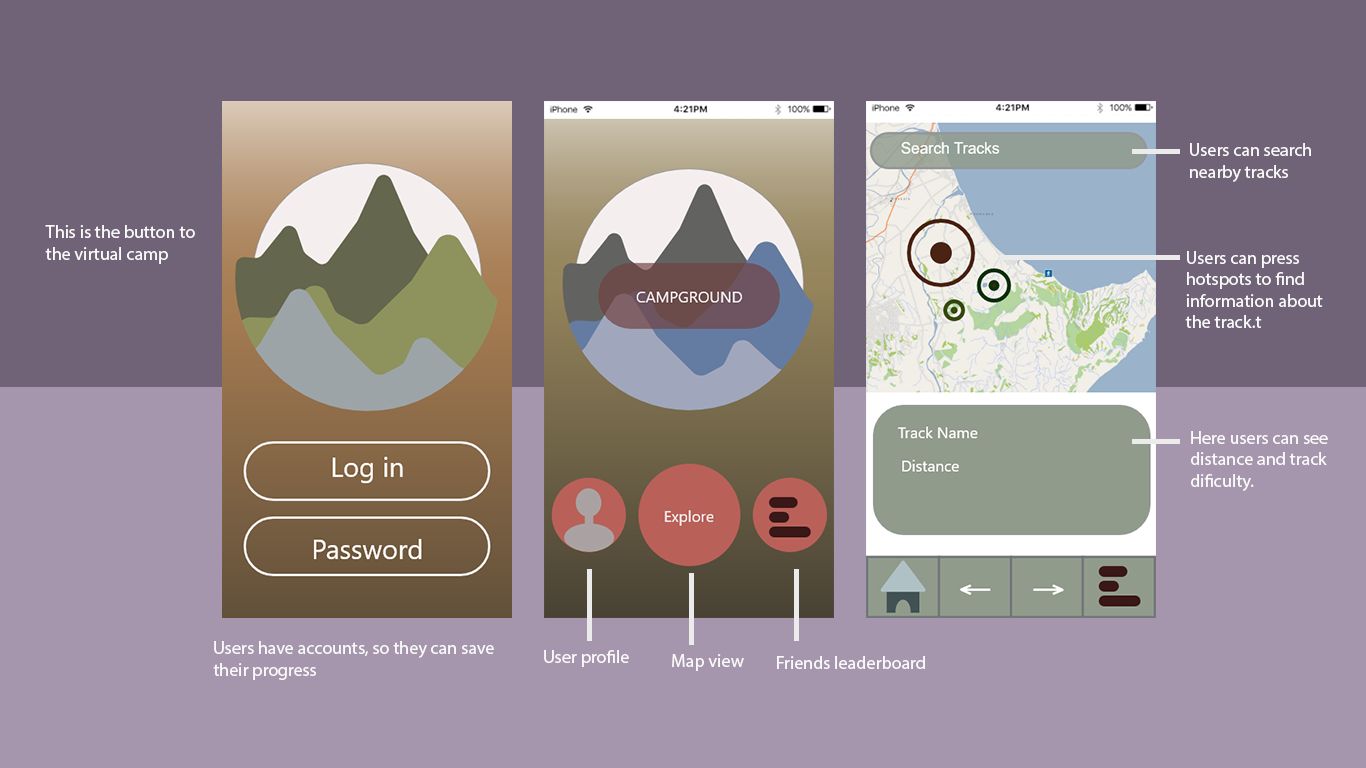 This is the button to
the virtual camp
Log in
Password
Users have accounts, so they can save
their progress
iPhone 4:21PM 100%
CAMPGROUND
Explore
User profile
Map view
Friends leaderboard
iPhone 4:21PM 100%
Search Tracks
Track Name
Distance
Users can search
nearby tracks
Users can press
hotspots to find
information about
the track.t
Here users can see
distance and track
dificulty.